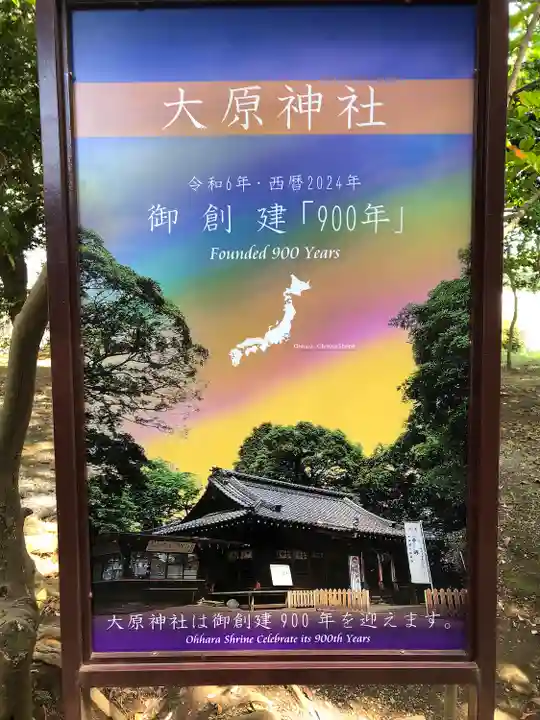 大原神社
令和6年・西暦2024年
御創建「900年」
Founded 900 Years
大原神社は御創建900年を迎えます。
Ohhara Shrine Celebrate its 900th Years